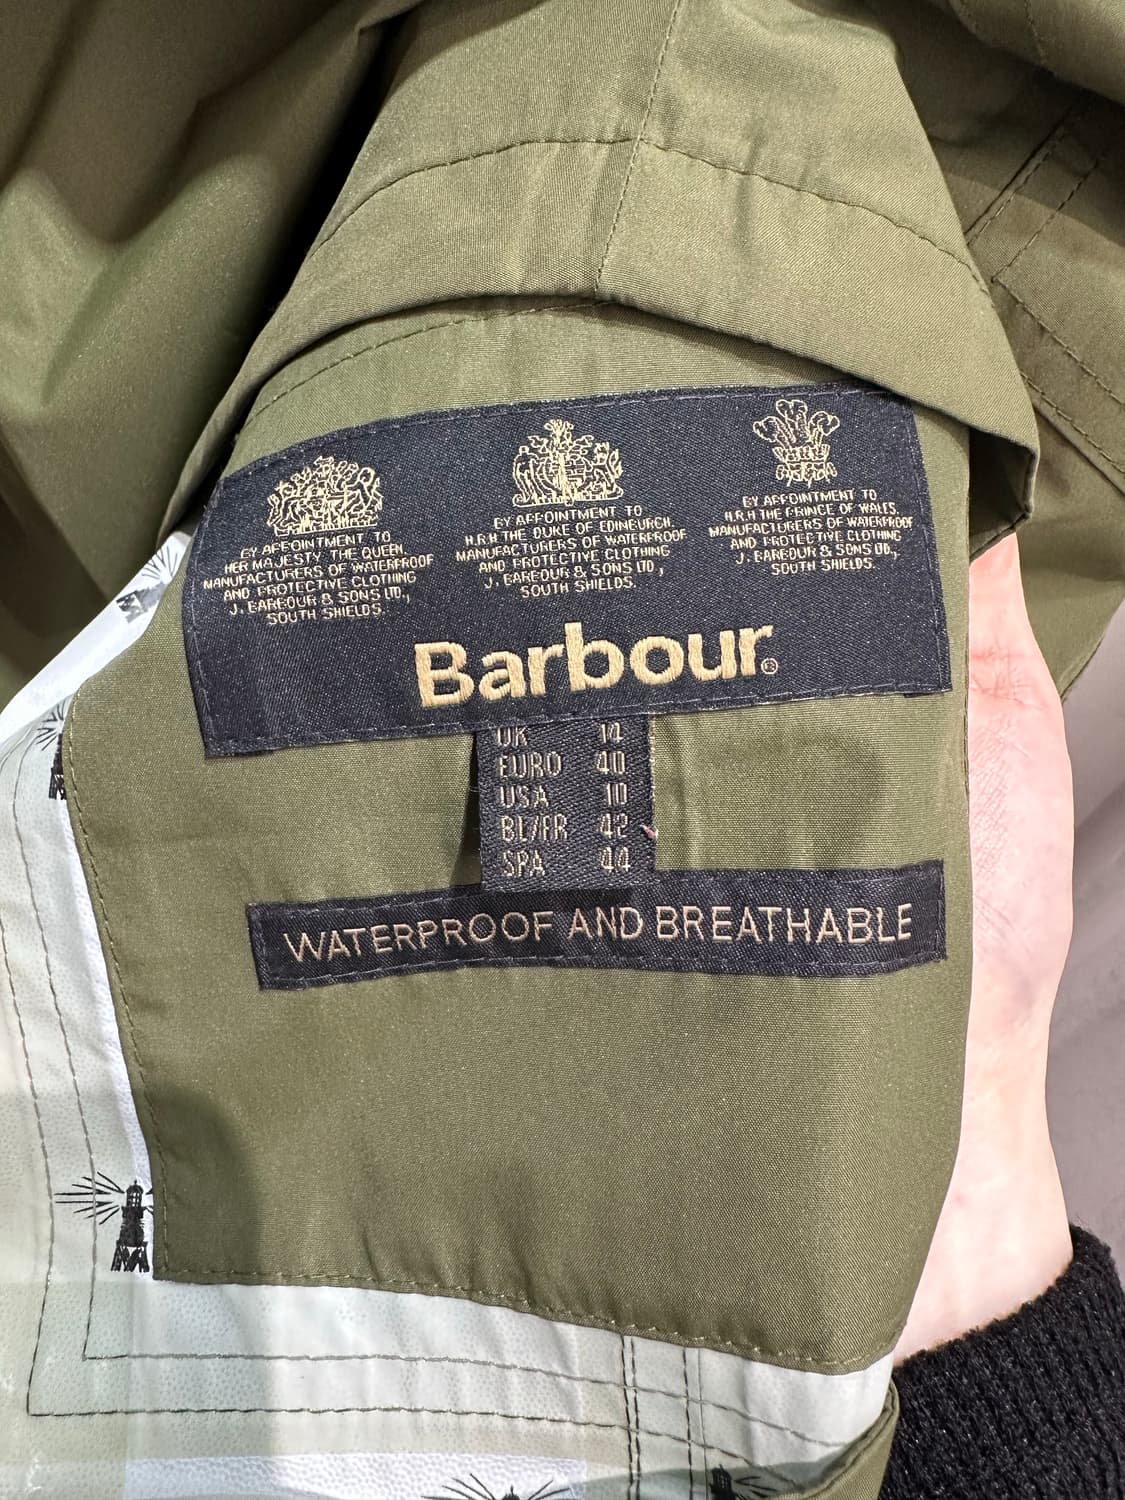 BY APPOINTMENT TO
HER MAJESTY THE QUEEN
MANUFACTURERS OF WATERPROOF
AND PROTECTIVE CLOTHING
J. BARBOUR & SONS LTD.,
SOUTH SHIELDS.
BY APPOINTMENT TO
H.R.H THE DUKE OF EDINBURGH.
MANUFACTURERS OF WATERPROOF
AND PROTECTIVE CLOTHING
J. BARBOUR & SONS LTD.,
SOUTH SHIELDS.
BY APPOINTMENT TO
H.R.H THE PRINCE OF WALES.
MANUFACTURERS OF WATERPROOF
AND PROTECTIVE CLOTHING
J. BARBOUR & SONS LTD.,
SOUTH SHIELDS.
Barbour®
UK 14
EURO 40
USA 10
BL/FR 42
SPA 44
WATERPROOF AND BREATHABLE